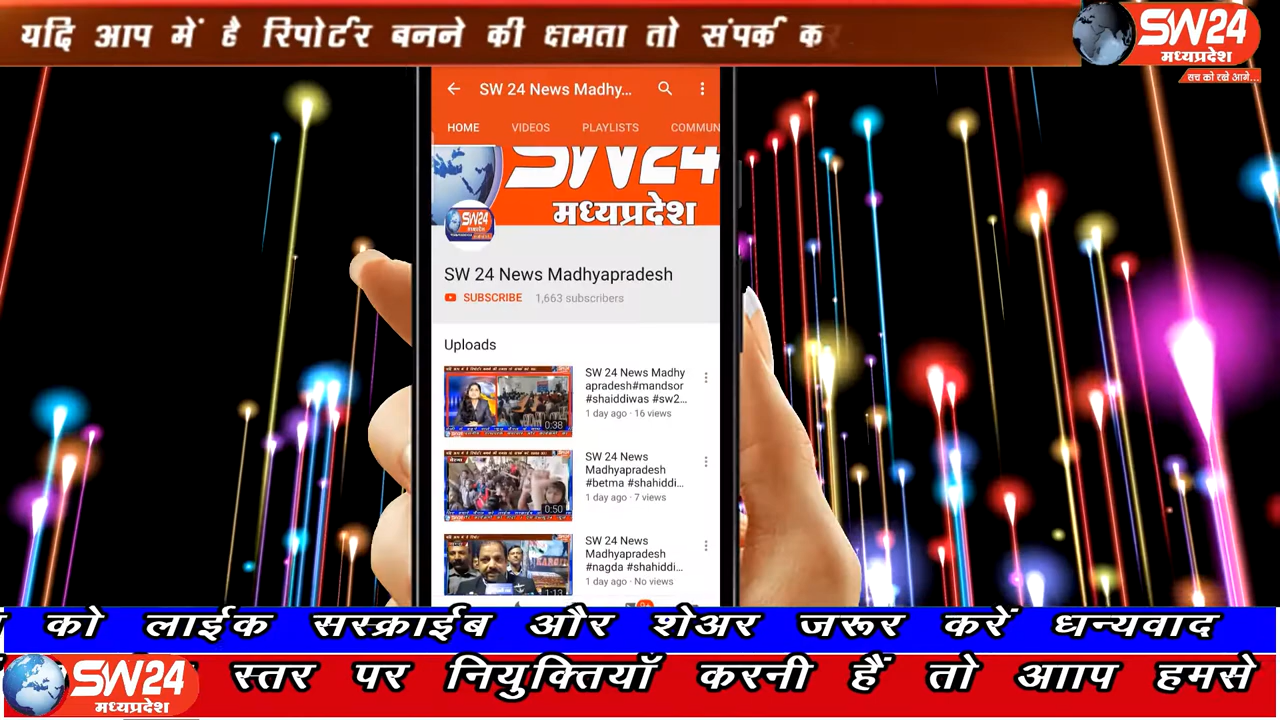 यदि आप में है रिपोर्टर बनने की क्षमता तो संपर्क कर
SW24
मध्यप्रदेश
सच को रखे आगे...
SW 24 News Madhy...
HOME VIDEOS PLAYLISTS COMMUN
SW24
मध्यप्रदेश
SW24
SW 24 News Madhyapradesh
SUBSCRIBE 1,663 subscribers
Uploads
SW 24 News Madhy
apradesh#mandsor
#shaiddiwas #sw2...
1 day ago · 16 views
0:38
SW 24 News
Madhyapradesh
#betma #shahiddi...
1 day ago · 7 views
0:50
SW 24 News
Madhyapradesh
#nagda #shahiddi...
1 day ago · No views
1:13
को लाईक सस्क्राईब और शेअर जरूर करें धन्यवाद
स्तर पर नियुक्तियाँ करनी हैं तो आाप हमसे
SW24
मध्यप्रदेश